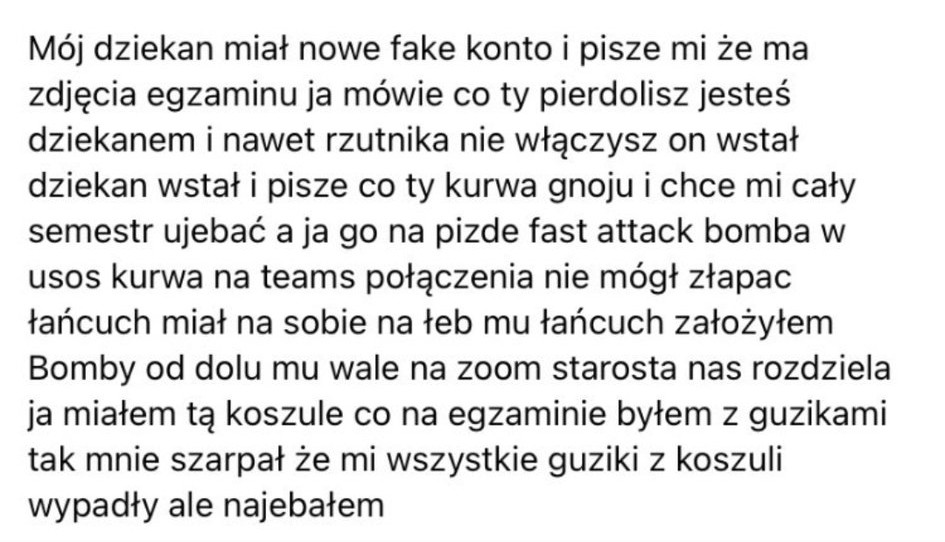 Mój dziekan miał nowe fake konto i pisze mi że ma
zdjęcia egzaminu ja mówie co ty pierdolisz jesteś
dziekanem i nawet rzutnika nie włączysz on wstał
dziekan wstał i pisze co ty kurwa gnoju i chce mi cały
semestr ujebać a ja go na pizde fast attack bomba w
usos kurwa na teams połączenia nie mógł złapac
łańcuch miał na sobie na łeb mu łańcuch założyłem
Bomby od dolu mu wale na zoom starosta nas rozdziela
ja miałem tą koszule co na egzaminie byłem z guzikami
tak mnie szarpał że mi wszystkie guziki z koszuli
wypadły ale najebałem